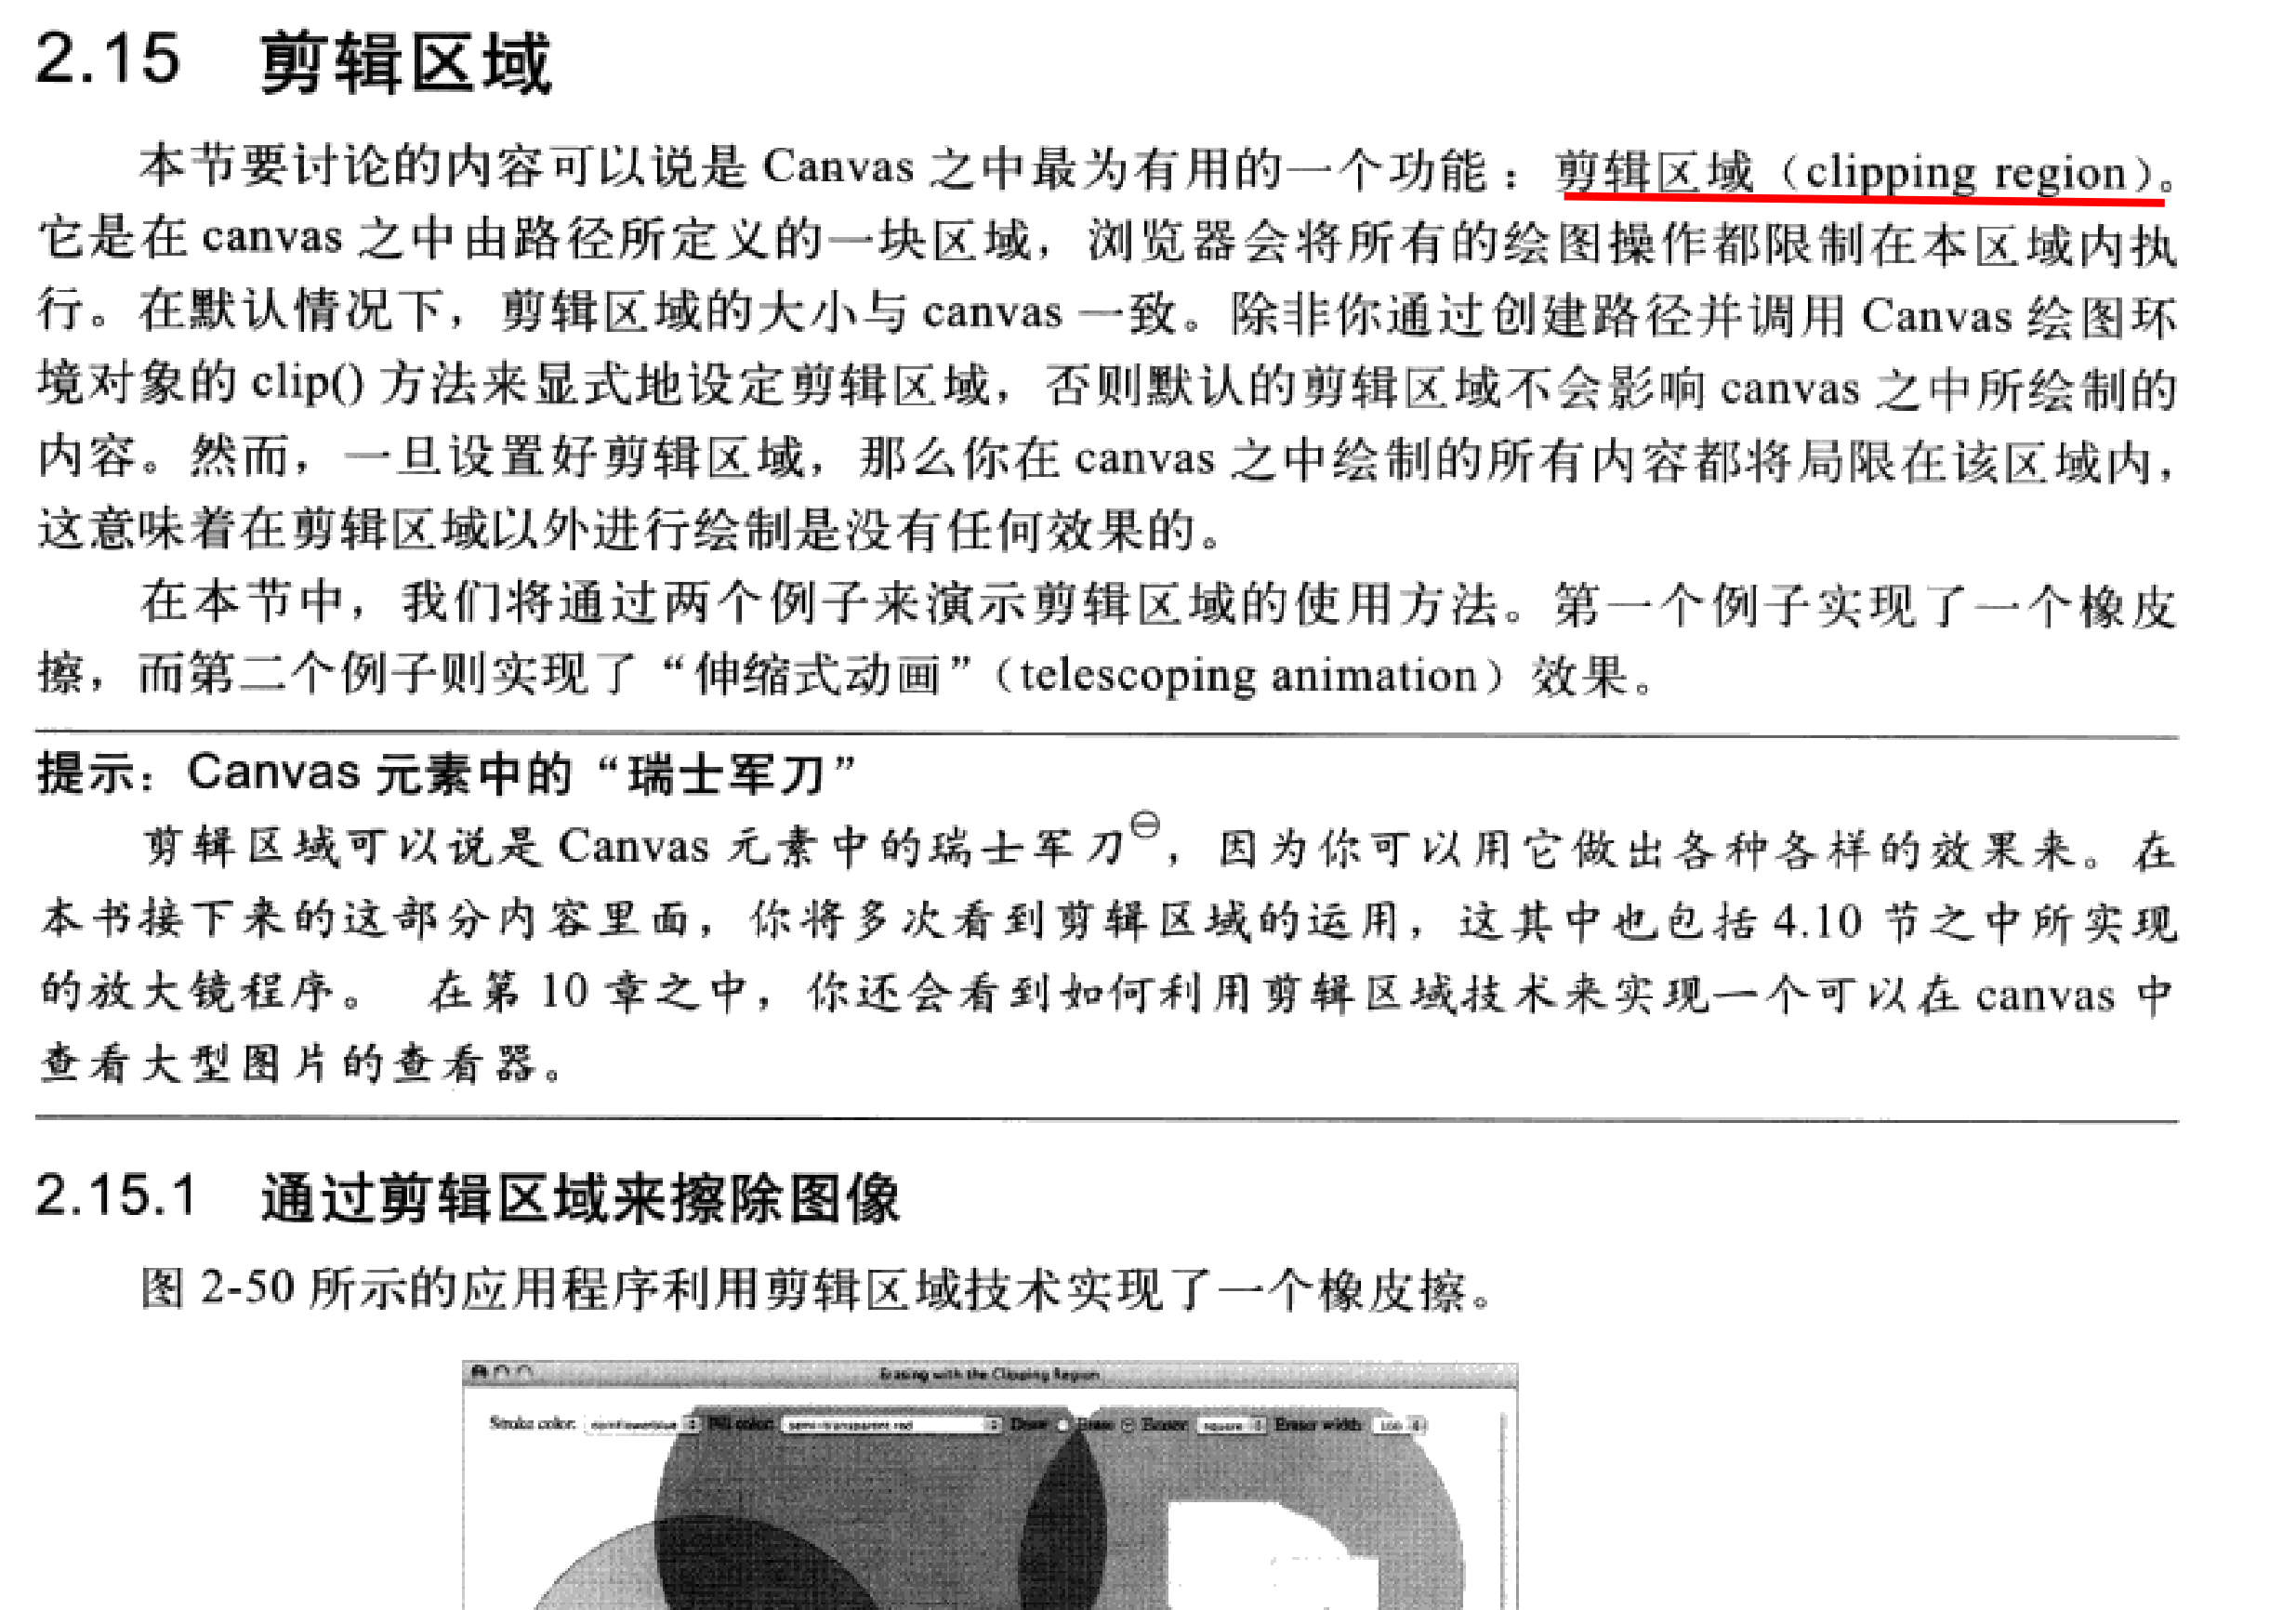 2.15 剪辑区域
本节要讨论的内容可以说是 Canvas 之中最为有用的一个功能：剪辑区域（clipping region）。
它是在 canvas 之中由路径所定义的一块区域，浏览器会将所有的绘图操作都限制在本区域内执
行。在默认情况下，剪辑区域的大小与 canvas 一致。除非你通过创建路径并调用 Canvas 绘图环
境对象的 clip() 方法来显式地设定剪辑区域，否则默认的剪辑区域不会影响 canvas 之中所绘制的
内容。然而，一旦设置好剪辑区域，那么你在 canvas 之中绘制的所有内容都将局限在该区域内，
这意味着在剪辑区域以外进行绘制是没有任何效果的。
在本节中，我们将通过两个例子来演示剪辑区域的使用方法。第一个例子实现了一个橡皮
擦，而第二个例子则实现了“伸缩式动画”（telescoping animation）效果。
提示：Canvas 元素中的“瑞士军刀”
剪辑区域可以说是 Canvas 元素中的瑞士军刀㊀，因为你可以用它做出各种各样的效果来。在
本书接下来的这部分内容里面，你将多次看到剪辑区域的运用，这其中也包括 4.10 节之中所实现
的放大镜程序。 在第 10 章之中，你还会看到如何利用剪辑区域技术来实现一个可以在 canvas 中
查看大型图片的查看器。
2.15.1 通过剪辑区域来擦除图像
图 2-50 所示的应用程序利用剪辑区域技术实现了一个橡皮擦。
Erasing with the Clipping Region
Stroke color: cornflowerblue Fill color: semi-transparent red Draw Erase Eraser: square Eraser width: 100